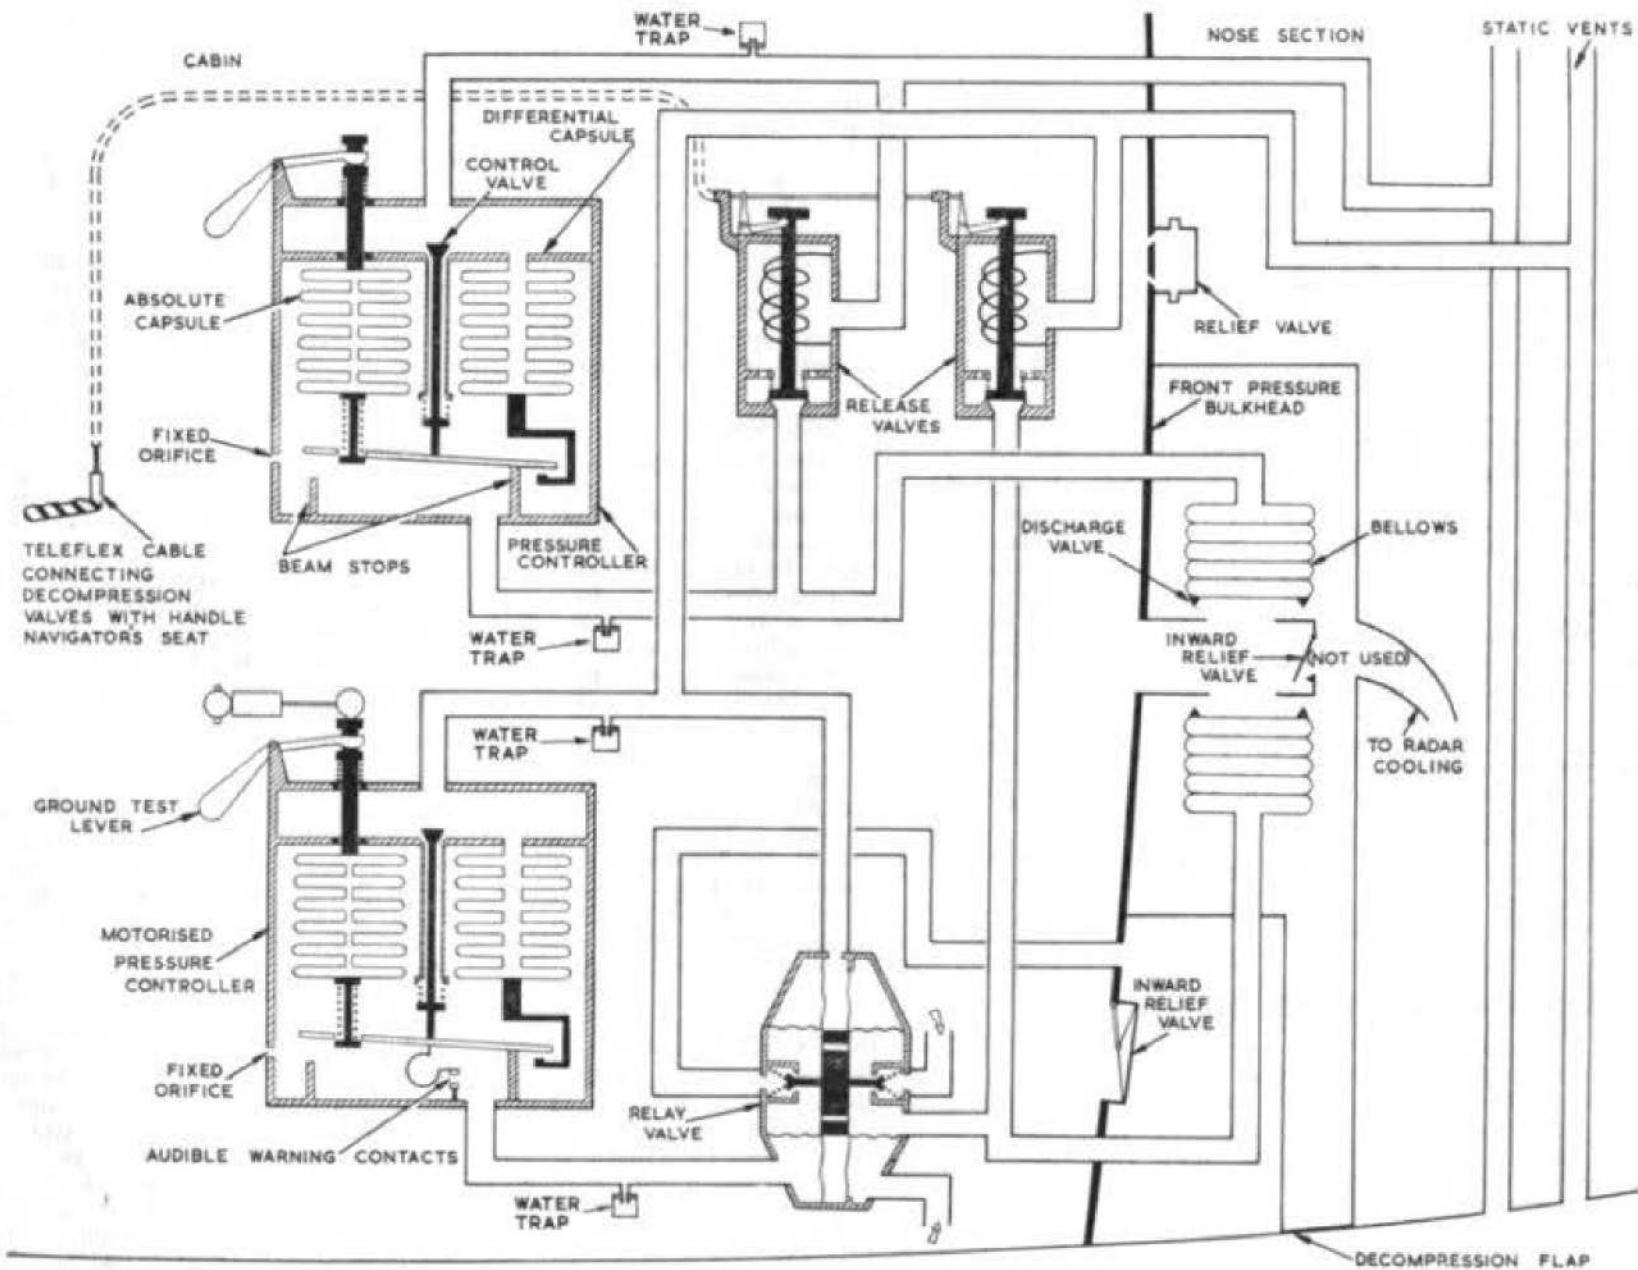 WATER
TRAP
NOSE SECTION
STATIC VENTS
CABIN
DIFFERENTIAL
CAPSULE
CONTROL
VALVE
ABSOLUTE
CAPSULE
RELIEF VALVE
FRONT PRESSURE
BULKHEAD
RELEASE
VALVES
FIXED
ORIFICE
DISCHARGE
VALVE
BELLOWS
PRESSURE
CONTROLLER
BEAM STOPS
TELEFLEX CABLE
CONNECTING
DECOMPRESSION
VALVES WITH HANDLE
NAVIGATOR'S SEAT
WATER
TRAP
INWARD
RELIEF
VALVE
(NOT USED)
WATER
TRAP
TO RADAR
COOLING
GROUND TEST
LEVER
MOTORISED
PRESSURE
CONTROLLER
INWARD
RELIEF
VALVE
FIXED
ORIFICE
RELAY
VALVE
AUDIBLE WARNING CONTACTS
WATER
TRAP
DECOMPRESSION FLAP